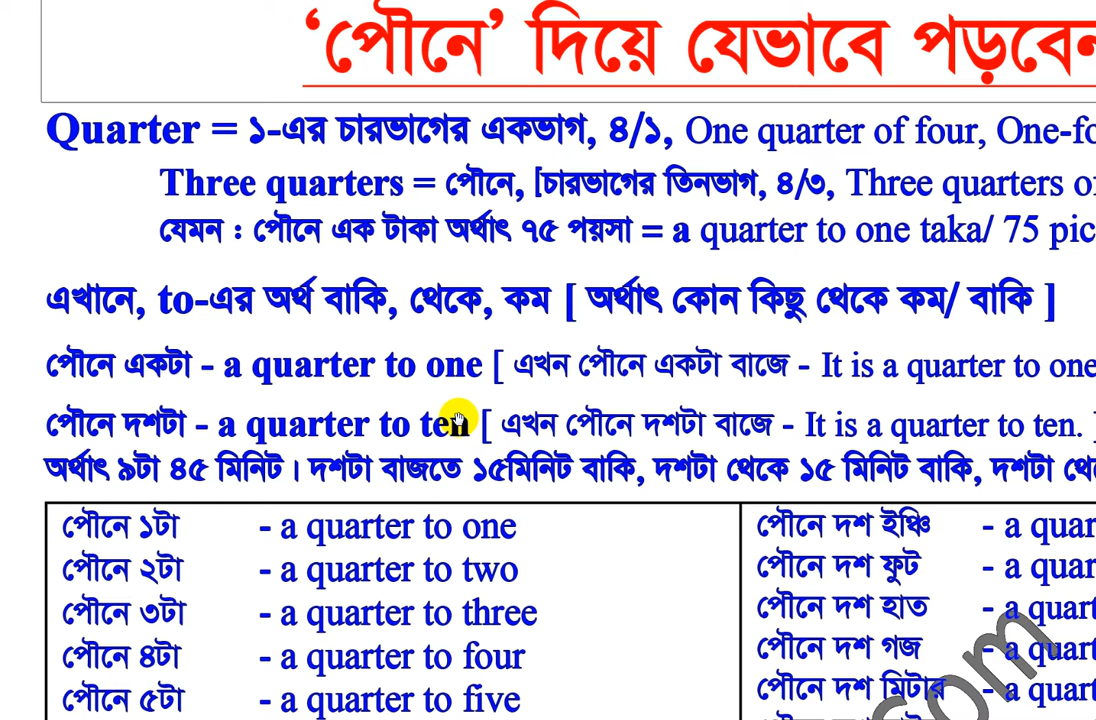 ‘পৌনে’ দিয়ে যেভাবে পড়বেন
Quarter = ১-এর চারভাগের একভাগ, ৪/১, One quarter of four, One-fo
Three quarters = পৌনে, [চারভাগের তিনভাগ, ৪/৩, Three quarters of
যেমন : পৌনে এক টাকা অর্থাৎ ৭৫ পয়সা = a quarter to one taka/ 75 pic
এখানে, to-এর অর্থ বাকি, থেকে, কম [ অর্থাৎ কোন কিছু থেকে কম/ বাকি ]
পৌনে একটা - a quarter to one [ এখন পৌনে একটা বাজে - It is a quarter to one
পৌনে দশটা - a quarter to ten [ এখন পৌনে দশটা বাজে - It is a quarter to ten. ]
অর্থাৎ ৯টা ৪৫ মিনিট। দশটা বাজতে ১৫মিনিট বাকি, দশটা থেকে ১৫ মিনিট বাকি, দশটা থে
পৌনে ১টা - a quarter to one
পৌনে ২টা - a quarter to two
পৌনে ৩টা - a quarter to three
পৌনে ৪টা - a quarter to four
পৌনে ৫টা - a quarter to five
পৌনে দশ ইঞ্চি - a quar
পৌনে দশ ফুট - a quar
পৌনে দশ হাত - a quart
পৌনে দশ গজ - a quart
পৌনে দশ মিটার - a quart
com